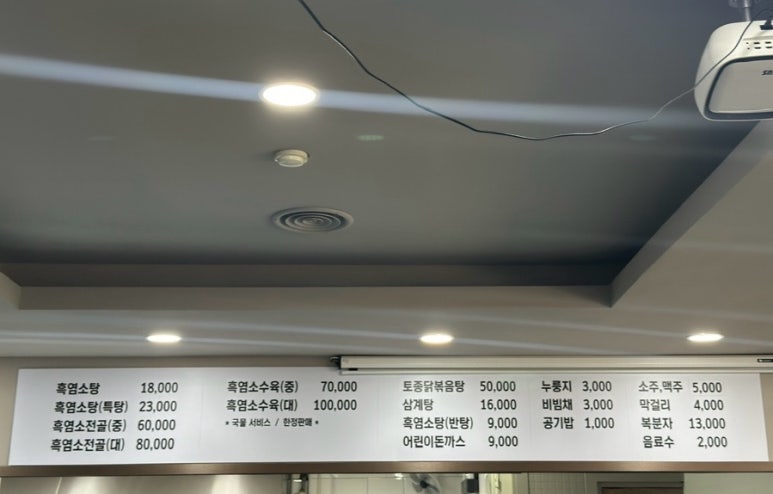 흑염소탕 18,000
흑염소탕(특탕) 23,000
흑염소전골(중) 60,000
흑염소전골(대) 80,000
흑염소수육(중) 70,000
흑염소수육(대) 100,000
* 국물 서비스 / 한정판매 *
토종닭볶음탕 50,000
삼계탕 16,000
흑염소탕(반탕) 9,000
어린이돈까스 9,000
누룽지 3,000
비빔채 3,000
공기밥 1,000
소주,맥주 5,000
막걸리 4,000
복분자 13,000
음료수 2,000